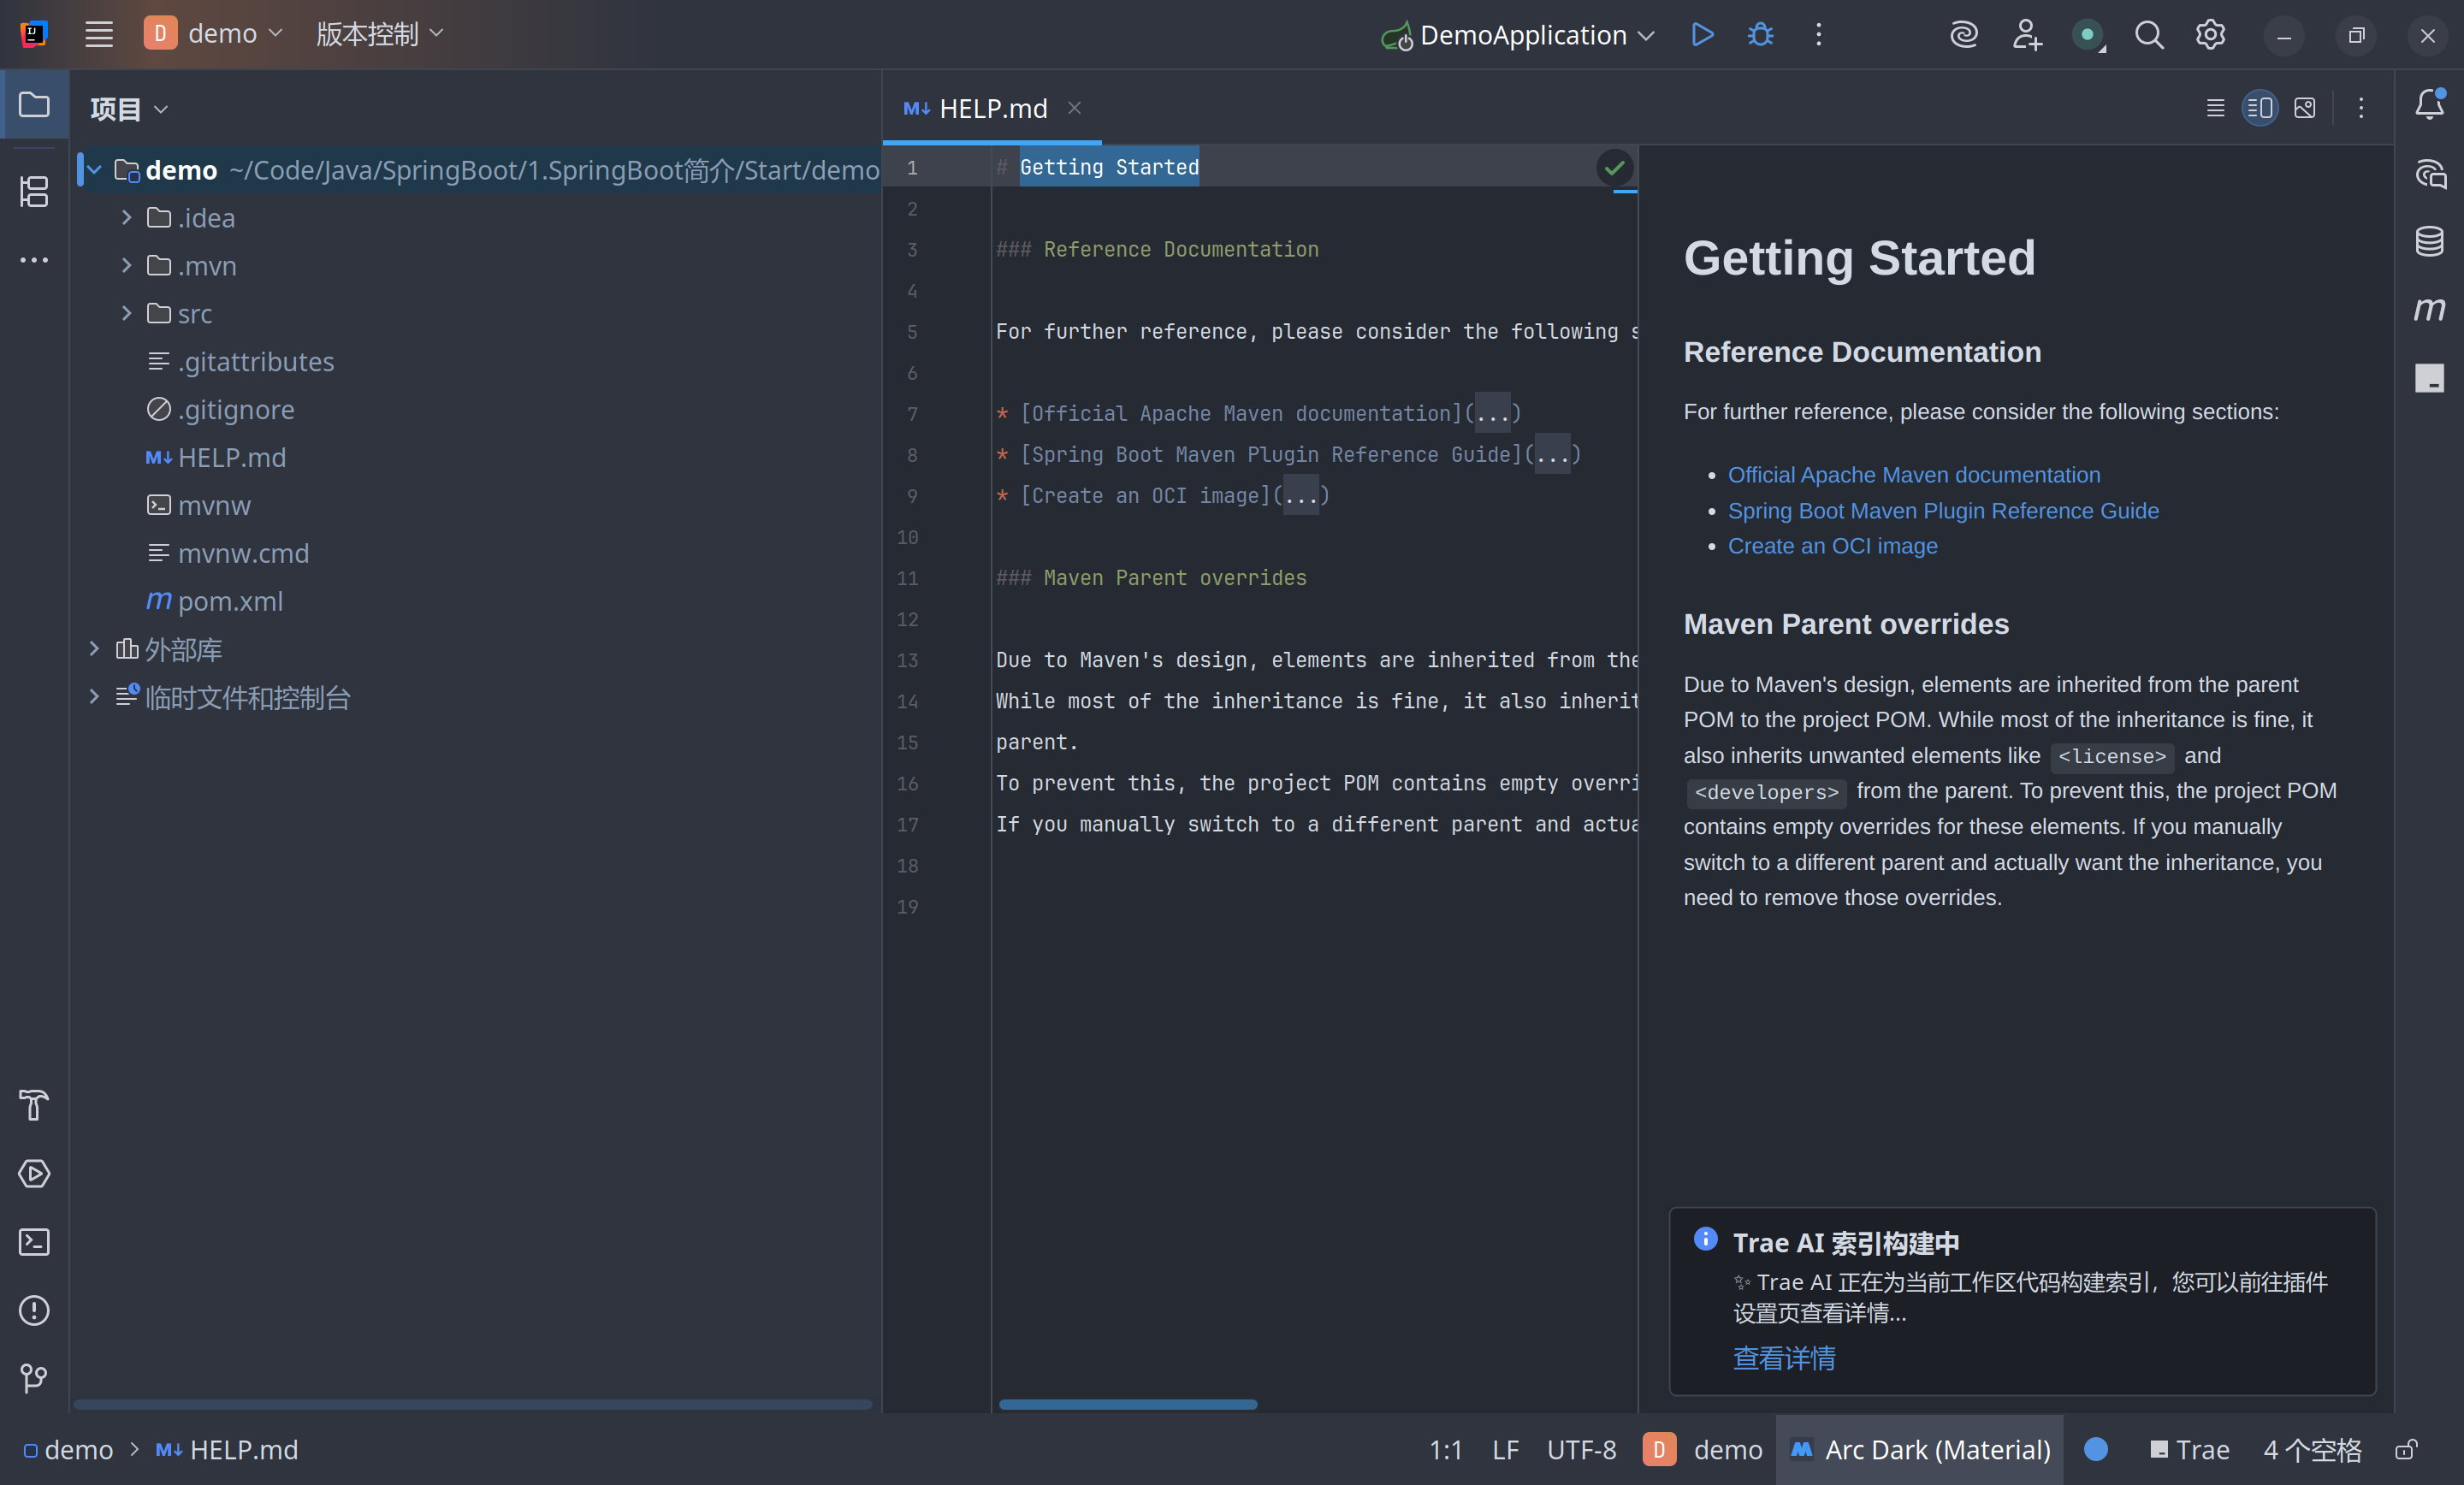 demo
版本控制
DemoApplication
项目
HELP.md
demo ~/Code/Java/SpringBoot/1.SpringBoot简介/Start/demo
.idea
.mvn
src
.gitattributes
.gitignore
HELP.md
mvnw
mvnw.cmd
pom.xml
外部库
临时文件和控制台
1 # Getting Started
2
3 ### Reference Documentation
4
5 For further reference, please consider the following s
6
7 * [Official Apache Maven documentation](...)
8 * [Spring Boot Maven Plugin Reference Guide](...)
9 * [Create an OCI image](...)
10
11 ### Maven Parent overrides
12
13 Due to Maven's design, elements are inherited from the
14 While most of the inheritance is fine, it also inherit
15 parent.
16 To prevent this, the project POM contains empty overri
17 If you manually switch to a different parent and actua
18
19
Getting Started
Reference Documentation
For further reference, please consider the following sections:
• Official Apache Maven documentation
• Spring Boot Maven Plugin Reference Guide
• Create an OCI image
Maven Parent overrides
Due to Maven's design, elements are inherited from the parent
POM to the project POM. While most of the inheritance is fine, it
also inherits unwanted elements like <license> and
<developers> from the parent. To prevent this, the project POM
contains empty overrides for these elements. If you manually
switch to a different parent and actually want the inheritance, you
need to remove those overrides.
Trae AI 索引构建中
✨ Trae AI 正在为当前工作区代码构建索引，您可以前往插件
设置页查看详情...
查看详情
demo > HELP.md
1:1 LF UTF-8 D demo Arc Dark (Material) Trae 4 个空格